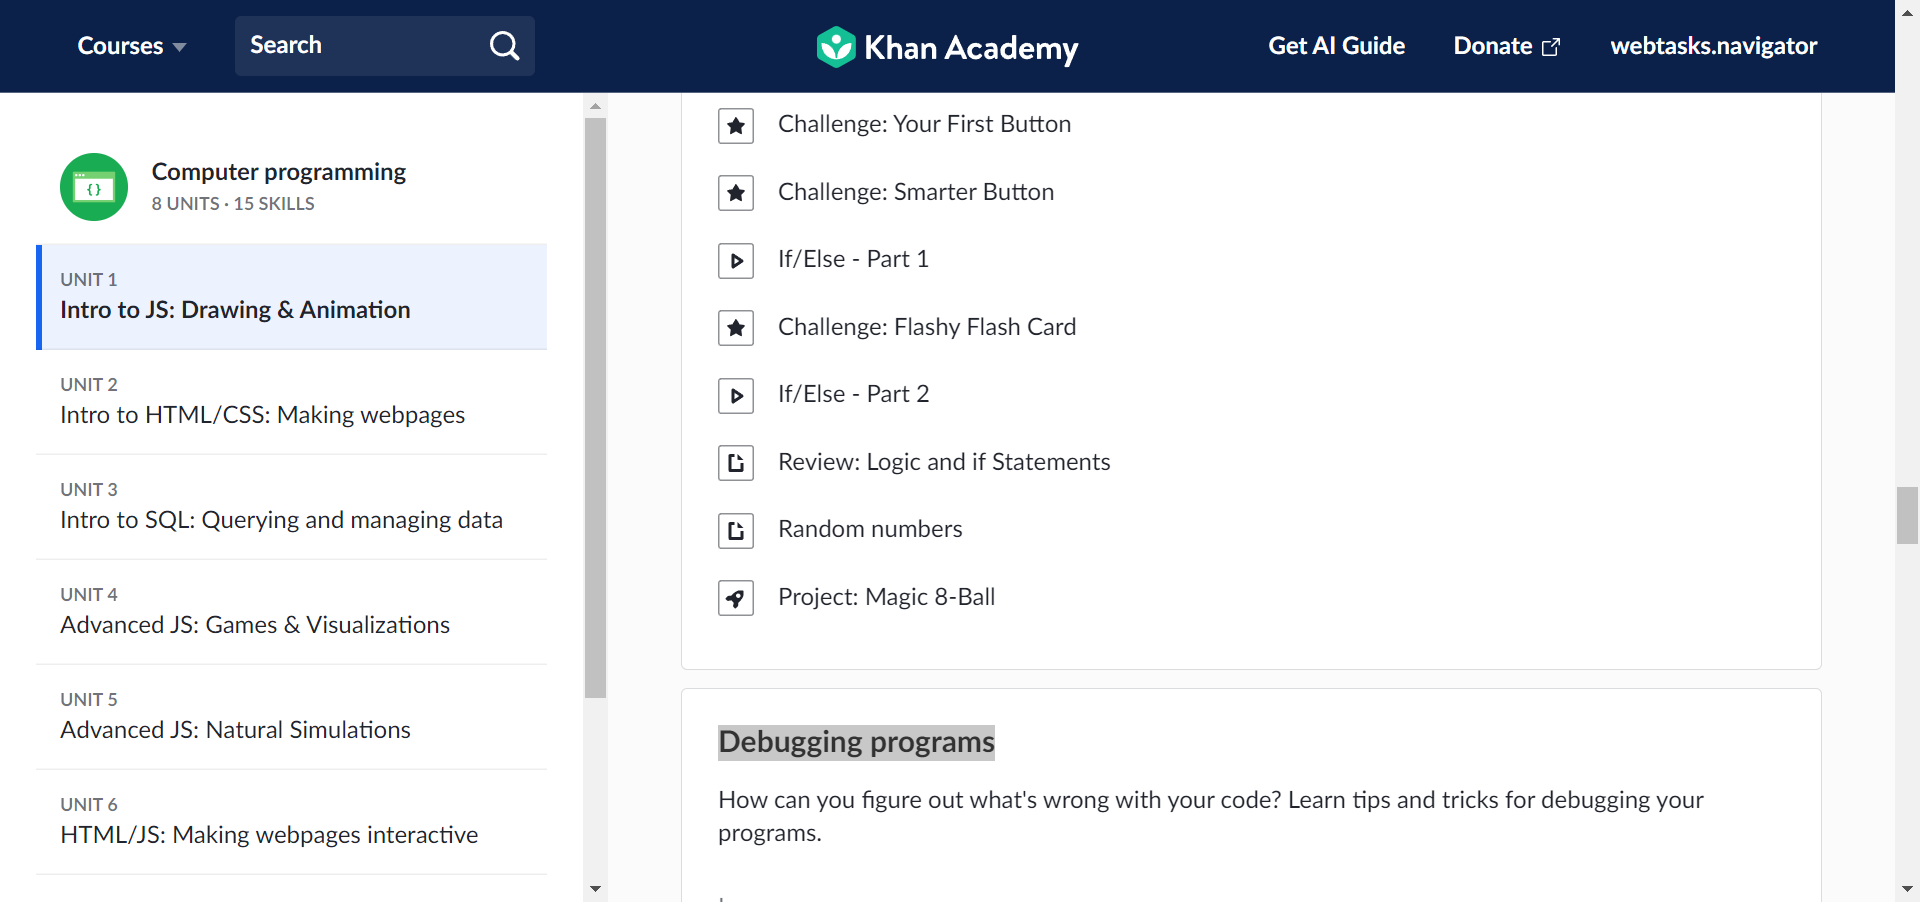 Courses
Search
Khan Academy
Get AI Guide
Donate
webtasks.navigator
Computer programming
8 UNITS · 15 SKILLS
UNIT 1
Intro to JS: Drawing & Animation
UNIT 2
Intro to HTML/CSS: Making webpages
UNIT 3
Intro to SQL: Querying and managing data
UNIT 4
Advanced JS: Games & Visualizations
UNIT 5
Advanced JS: Natural Simulations
UNIT 6
HTML/JS: Making webpages interactive
Challenge: Your First Button
Challenge: Smarter Button
If/Else - Part 1
Challenge: Flashy Flash Card
If/Else - Part 2
Review: Logic and if Statements
Random numbers
Project: Magic 8-Ball
Debugging programs
How can you figure out what's wrong with your code? Learn tips and tricks for debugging your
programs.